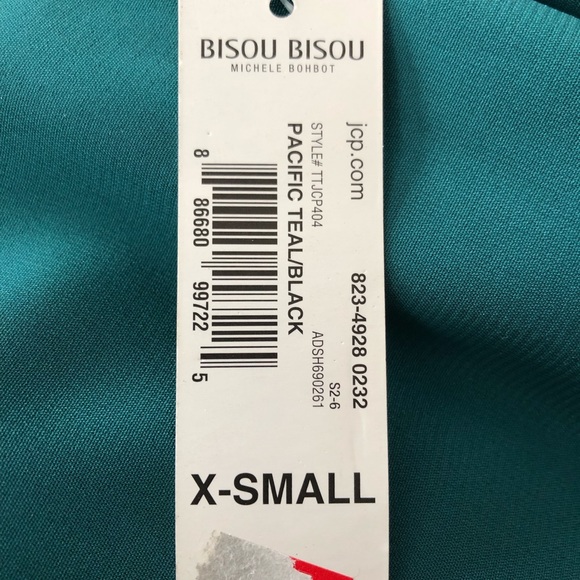 BISOU BISOU
MICHELE BOHBOT
jcp.com
823-4928 0232
STYLE# TTJCP404
S2-6
ADSH690261
PACIFIC TEAL/BLACK
8 86680 99722 5
X-SMALL